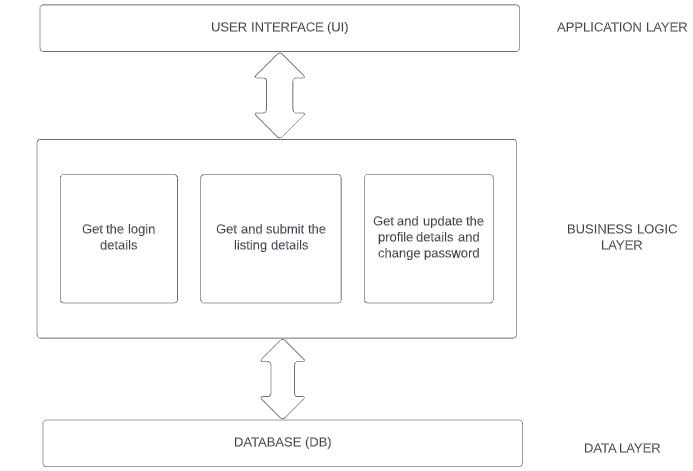 USER INTERFACE (UI)
APPLICATION LAYER
Get the login
details
Get and submit the
listing details
Get and update the
profile details and
change password
BUSINESS LOGIC
LAYER
DATABASE (DB)
DATA LAYER